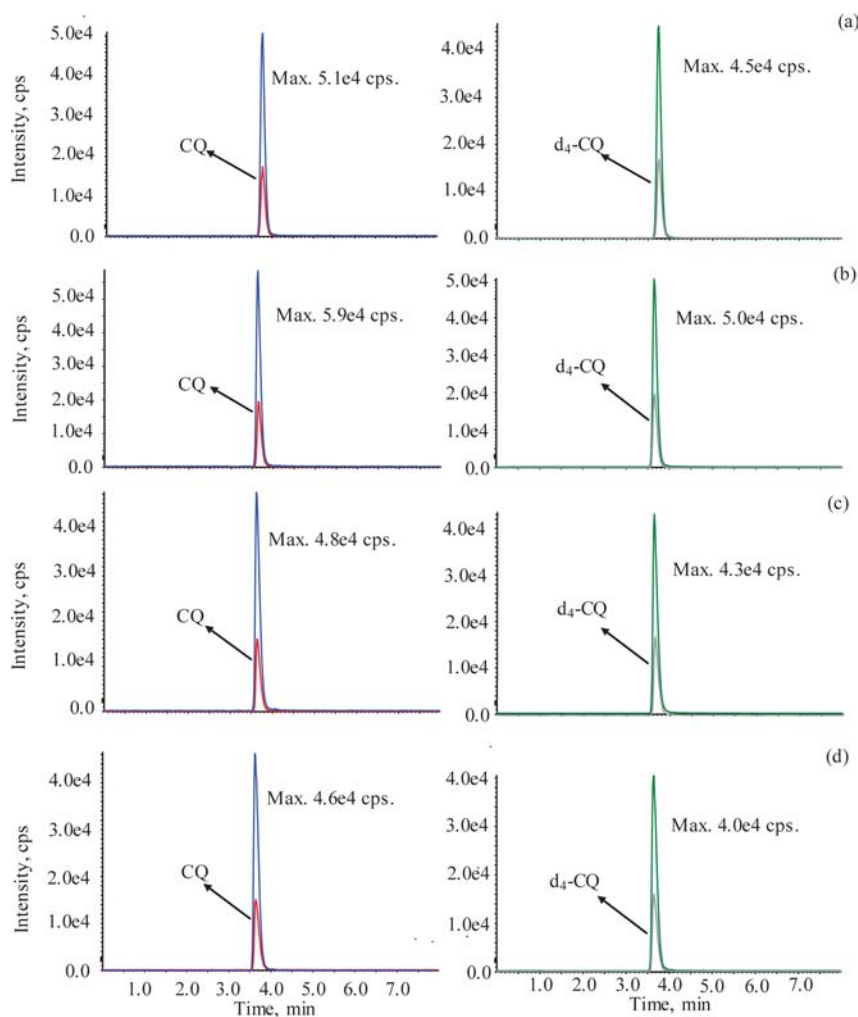 (a)
Intensity, cps
5.0e4
4.0e4
3.0e4
2.0e4
1.0e4
0.0
Max. 5.1e4 cps.
CQ
4.0e4
3.0e4
2.0e4
1.0e4
0.0
Max. 4.5e4 cps.
d₄-CQ
(b)
Intensity, cps
5.0e4
4.0e4
3.0e4
2.0e4
1.0e4
0.0
Max. 5.9e4 cps.
CQ
5.0e4
4.0e4
3.0e4
2.0e4
1.0e4
0.0
Max. 5.0e4 cps.
d₄-CQ
(c)
Intensity, cps
4.0e4
3.0e4
2.0e4
1.0e4
0.0
Max. 4.8e4 cps.
CQ
4.0e4
3.0e4
2.0e4
1.0e4
0.0
Max. 4.3e4 cps.
d₄-CQ
(d)
Intensity, cps
4.0e4
3.0e4
2.0e4
1.0e4
0.0
Max. 4.6e4 cps.
CQ
1.0 2.0 3.0 4.0 5.0 6.0 7.0
Time, min
4.0e4
3.0e4
2.0e4
1.0e4
0.0
Max. 4.0e4 cps.
d₄-CQ
1.0 2.0 3.0 4.0 5.0 6.0 7.0
Time, min